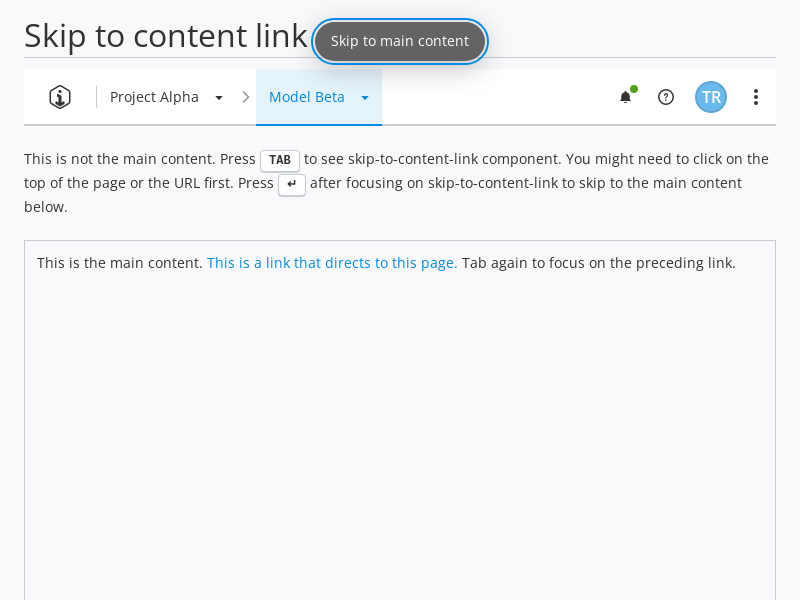 Skip to content link
Skip to main content
Project Alpha
Model Beta
TR
This is not the main content. Press TAB to see skip-to-content-link component. You might need to click on the
top of the page or the URL first. Press ↵ after focusing on skip-to-content-link to skip to the main content
below.
This is the main content. This is a link that directs to this page. Tab again to focus on the preceding link.